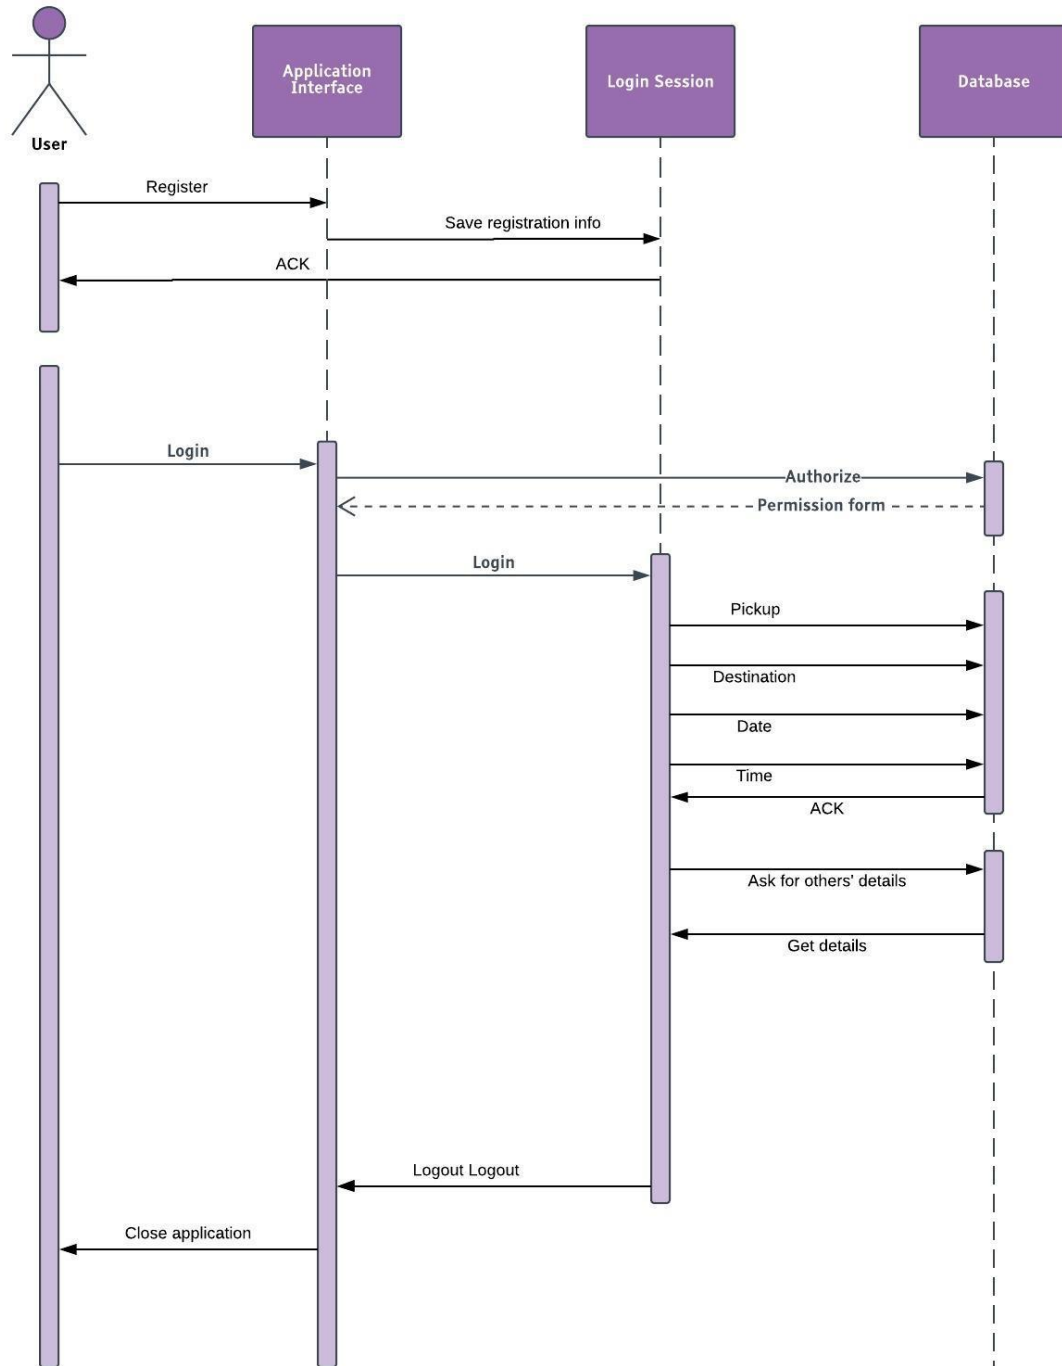 User
Application
Interface
Login Session
Database
Register
Save registration info
ACK
Login
Authorize
Permission form
Login
Pickup
Destination
Date
Time
ACK
Ask for others' details
Get details
Logout Logout
Close application